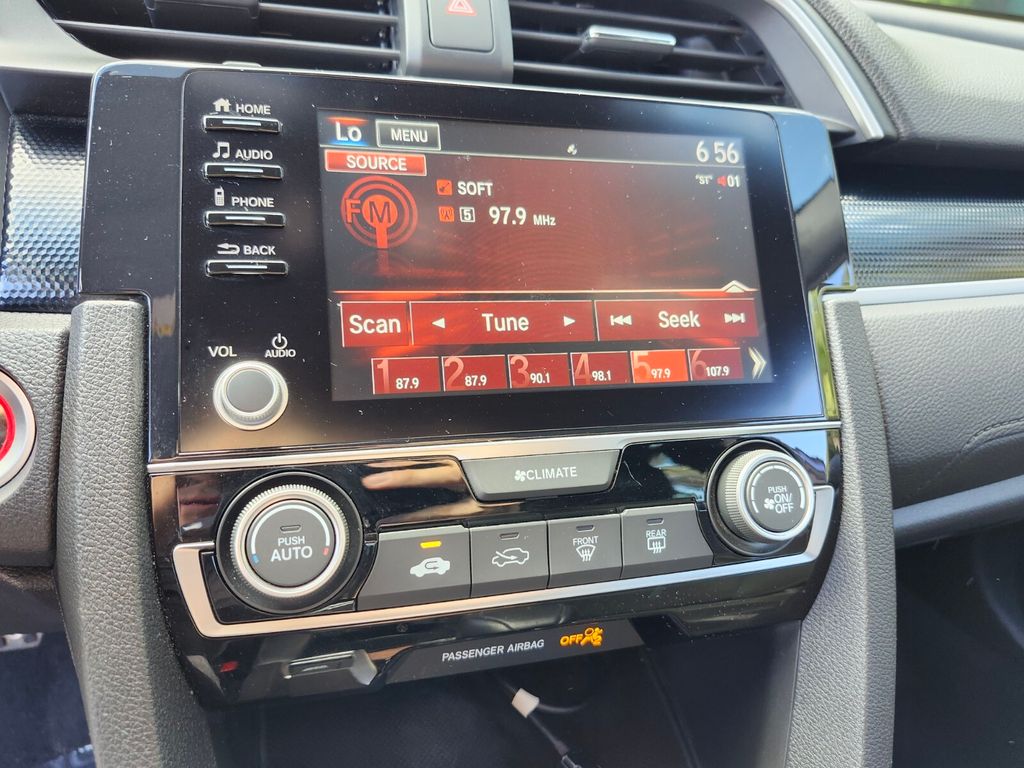 HOME
AUDIO
PHONE
BACK
VOL
AUDIO
Lo MENU 6 56
SOURCE
"ST" 01
FM
SOFT
5 97.9 MHz
Scan Tune Seek
1 87.9 2 87.9 3 90.1 4 98.1 5 97.9 6 107.9
CLIMATE
PUSH
AUTO
FRONT
REAR
PUSH
ON/
OFF
PASSENGER AIRBAG OFF